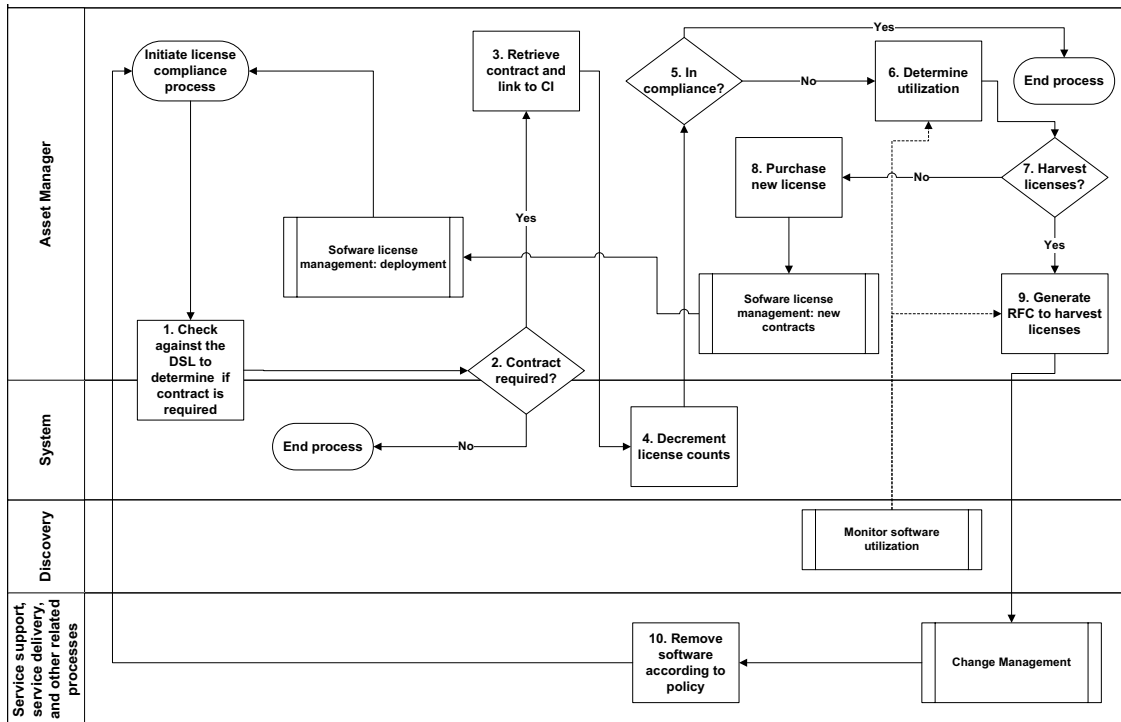 Asset Manager
Initiate license
compliance
process
3. Retrieve
contract and
link to CI
5. In
compliance?
Yes
No
6. Determine
utilization
End process
8. Purchase
new license
No
7. Harvest
licenses?
Yes
Yes
Sofware license
management: deployment
Sofware license
management: new
contracts
9. Generate
RFC to harvest
licenses
1. Check
against the
DSL to
determine if
contract is
required
2. Contract
required?
System
End process
No
4. Decrement
license counts
Discovery
Monitor software
utilization
Service support,
service delivery,
and other related
processes
10. Remove
software
according to
policy
Change Management